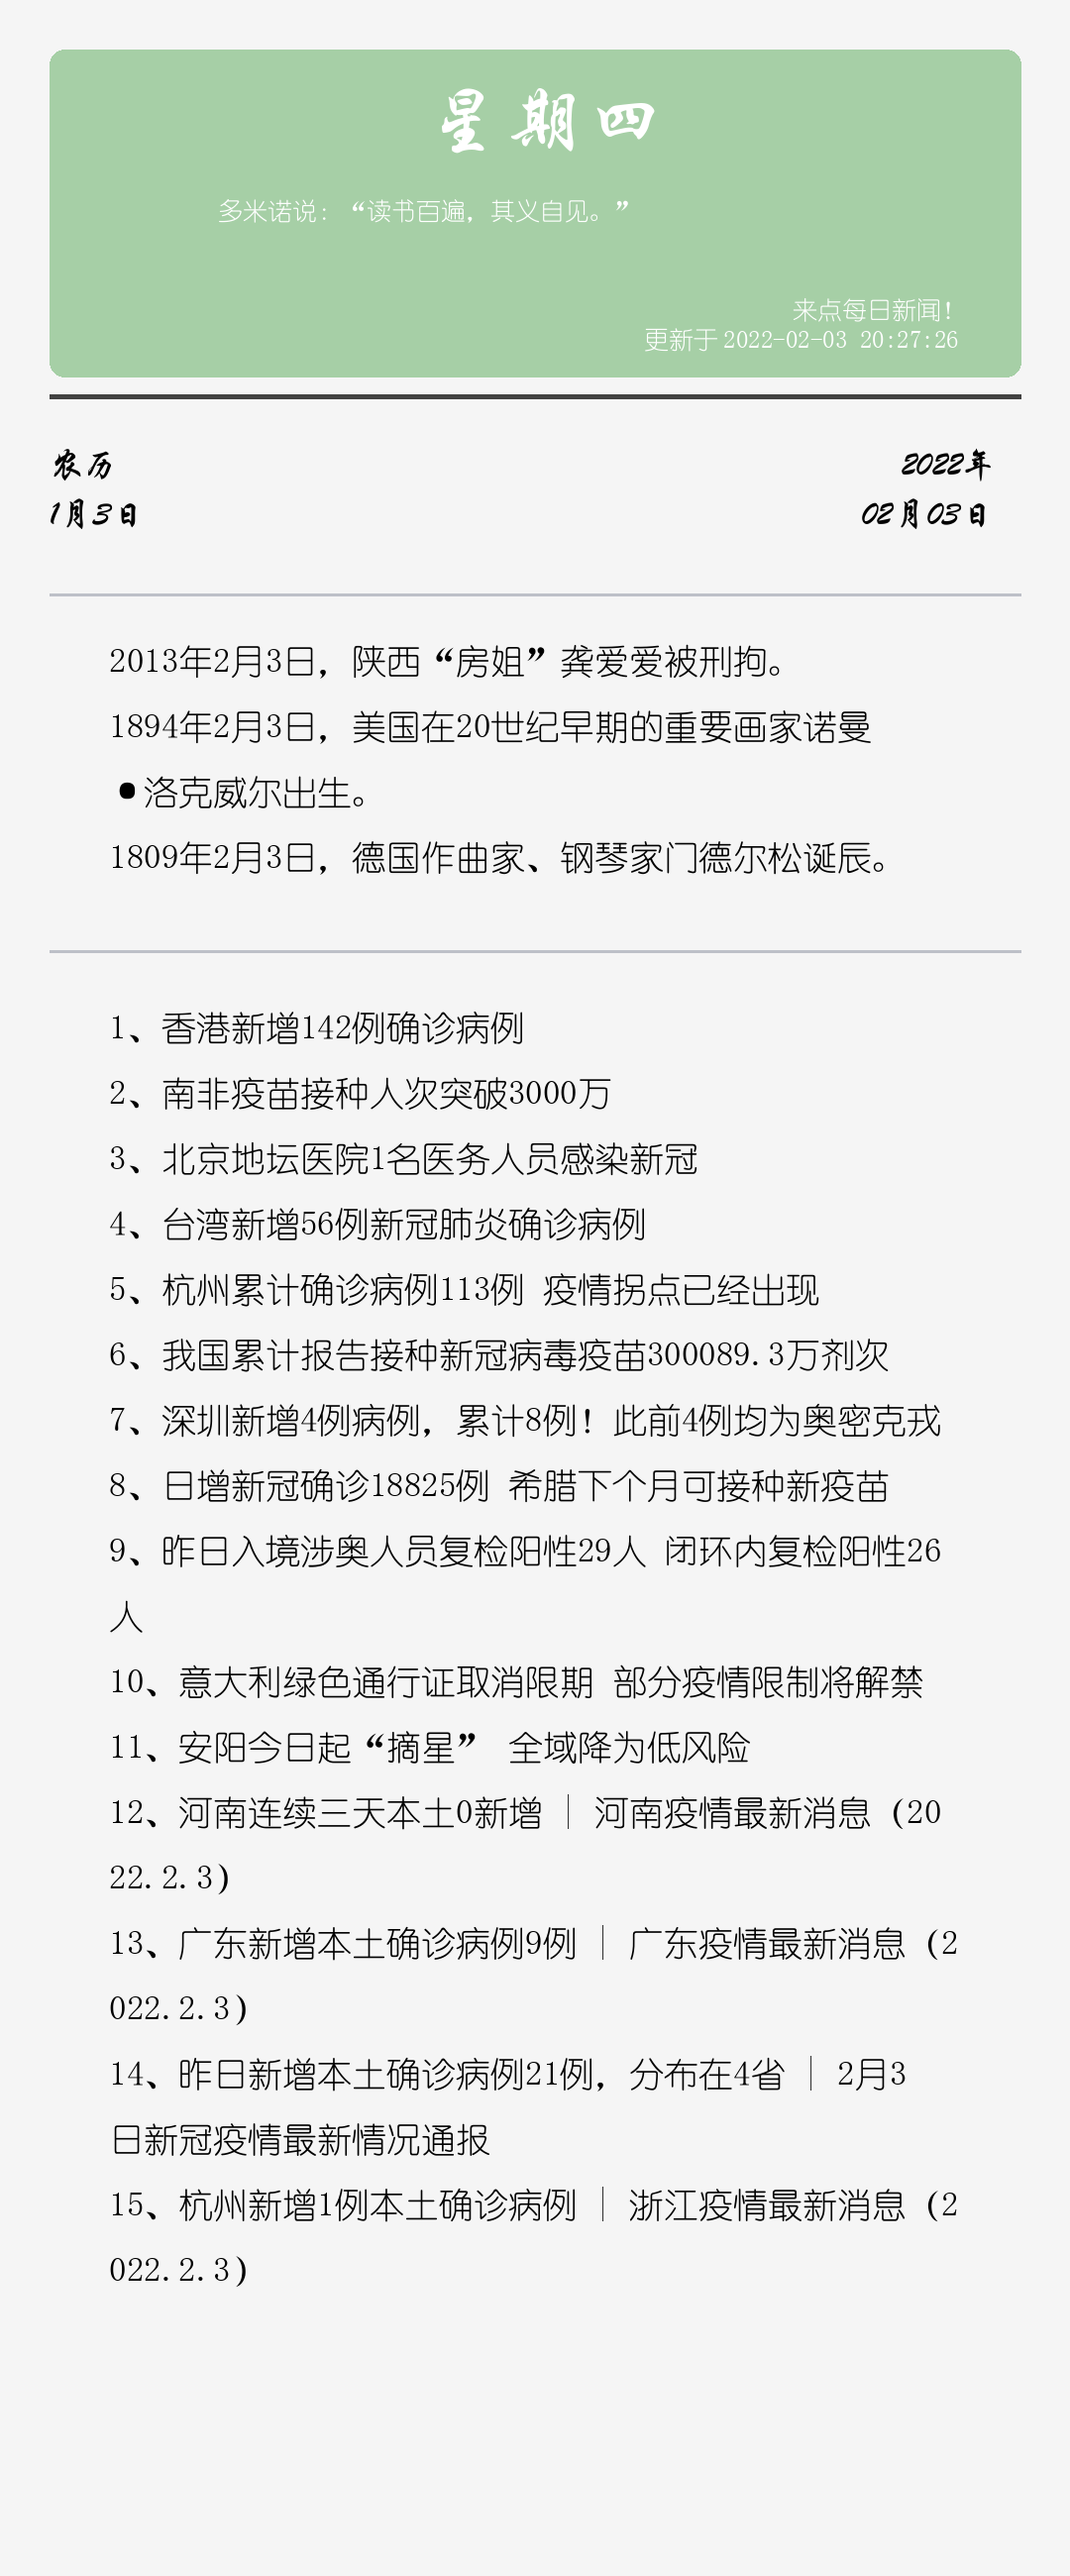 星期四
多米诺说：“读书百遍，其义自见。”
来点每日新闻！
更新于 2022-02-03 20:27:26
农历
2022年
1月3日
02月03日
2013年2月3日，陕西“房姐”龚爱爱被刑拘。
1894年2月3日，美国在20世纪早期的重要画家诺曼
•洛克威尔出生。
1809年2月3日，德国作曲家、钢琴家门德尔松诞辰。
1、香港新增142例确诊病例
2、南非疫苗接种人次突破3000万
3、北京地坛医院1名医务人员感染新冠
4、台湾新增56例新冠肺炎确诊病例
5、杭州累计确诊病例113例 疫情拐点已经出现
6、我国累计报告接种新冠病毒疫苗300089.3万剂次
7、深圳新增4例病例，累计8例！此前4例均为奥密克戎
8、日增新冠确诊18825例 希腊下个月可接种新疫苗
9、昨日入境涉奥人员复检阳性29人 闭环内复检阳性26
人
10、意大利绿色通行证取消限期 部分疫情限制将解禁
11、安阳今日起“摘星” 全域降为低风险
12、河南连续三天本土0新增 | 河南疫情最新消息（20
22.2.3）
13、广东新增本土确诊病例9例 | 广东疫情最新消息（2
022.2.3）
14、昨日新增本土确诊病例21例，分布在4省 | 2月3
日新冠疫情最新情况通报
15、杭州新增1例本土确诊病例 | 浙江疫情最新消息（2
022.2.3）